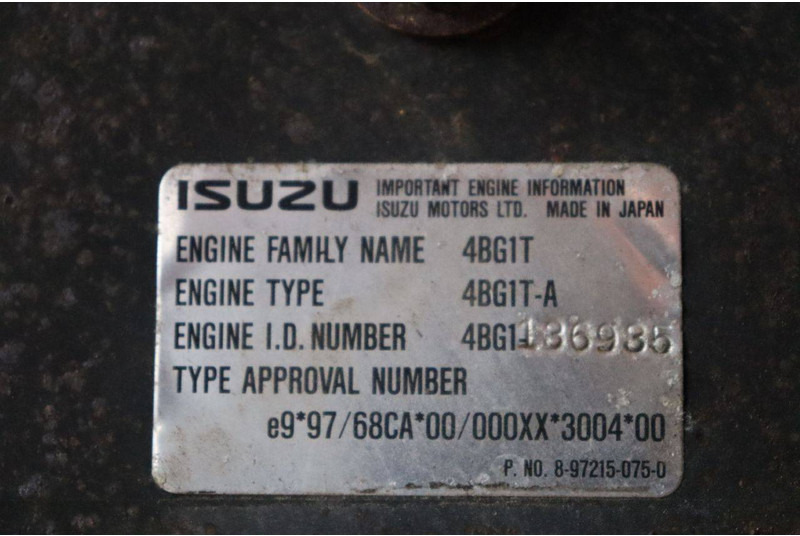 ISUZU IMPORTANT ENGINE INFORMATION
ISUZU MOTORS LTD. MADE IN JAPAN
ENGINE FAMILY NAME 4BG1T
ENGINE TYPE 4BG1T-A
ENGINE I.D. NUMBER 4BG1-136935
TYPE APPROVAL NUMBER
e9*97/68CA*00/000XX*3004*00
P. NO. 8-97215-075-0